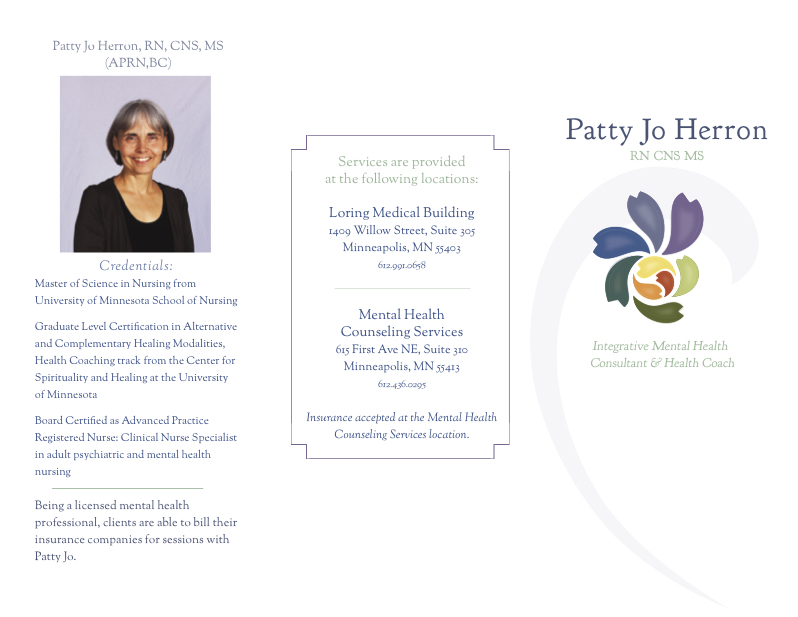 Patty Jo Herron, RN, CNS, MS
(APRN,BC)
Credentials:
Master of Science in Nursing from
University of Minnesota School of Nursing
Graduate Level Certification in Alternative
and Complementary Healing Modalities,
Health Coaching track from the Center for
Spirituality and Healing at the University
of Minnesota
Board Certified as Advanced Practice
Registered Nurse: Clinical Nurse Specialist
in adult psychiatric and mental health
nursing
Being a licensed mental health
professional, clients are able to bill their
insurance companies for sessions with
Patty Jo.
Services are provided
at the following locations:
Loring Medical Building
1409 Willow Street, Suite 305
Minneapolis, MN 55403
612.991.0658
Mental Health
Counseling Services
615 First Ave NE, Suite 310
Minneapolis, MN 55413
612.436.0295
Insurance accepted at the Mental Health
Counseling Services location.
Patty Jo Herron
RN CNS MS
Integrative Mental Health
Consultant & Health Coach